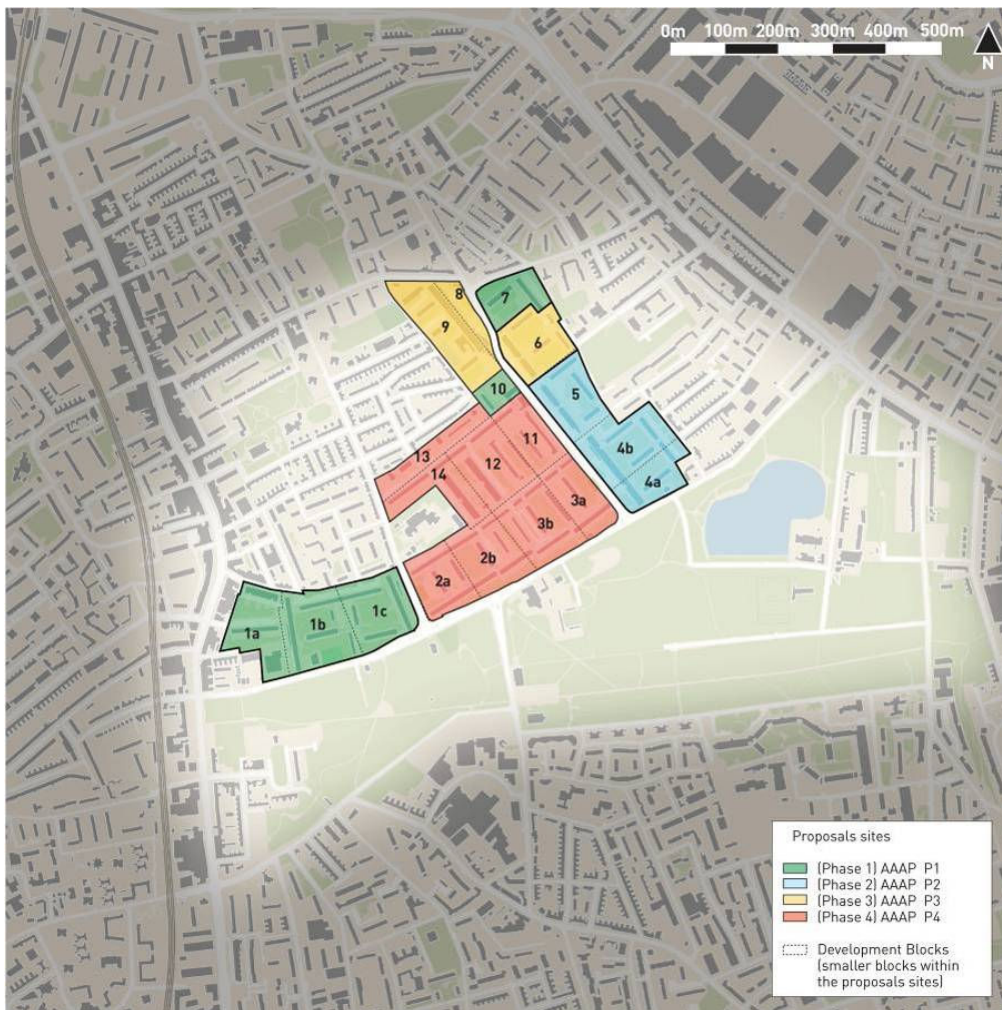 0m 100m 200m 300m 400m 500m
N
8
7
9
6
10
5
11
4b
13
12
4a
14
3a
3b
2b
2a
1c
1b
1a
Proposals sites
(Phase 1) AAAP P1
(Phase 2) AAAP P2
(Phase 3) AAAP P3
(Phase 4) AAAP P4
Development Blocks
(smaller blocks within
the proposals sites)